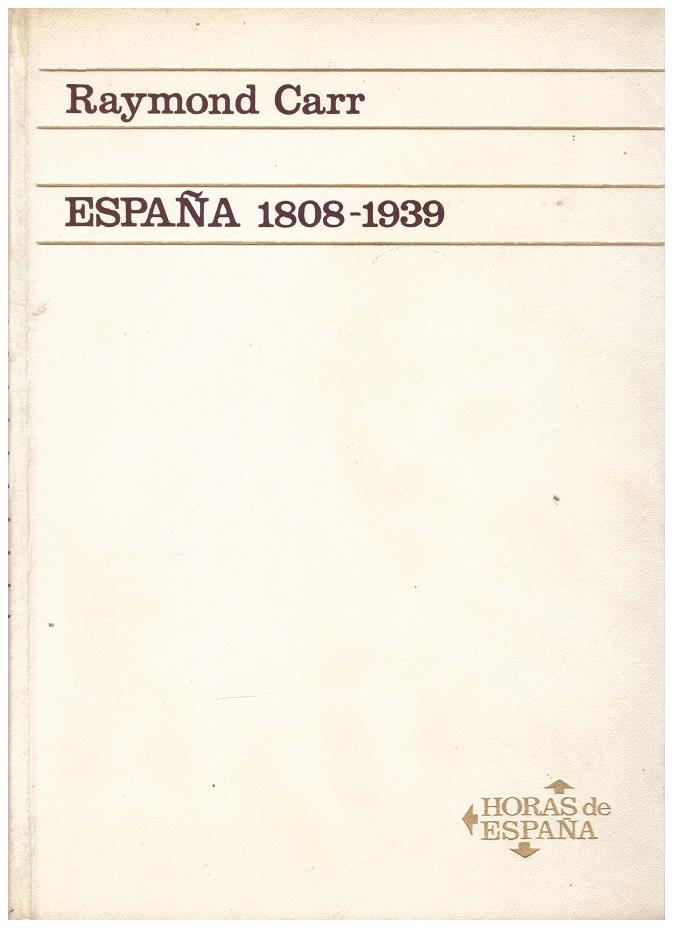 Raymond Carr
ESPAÑA 1808-1939
HORAS de
ESPAÑA